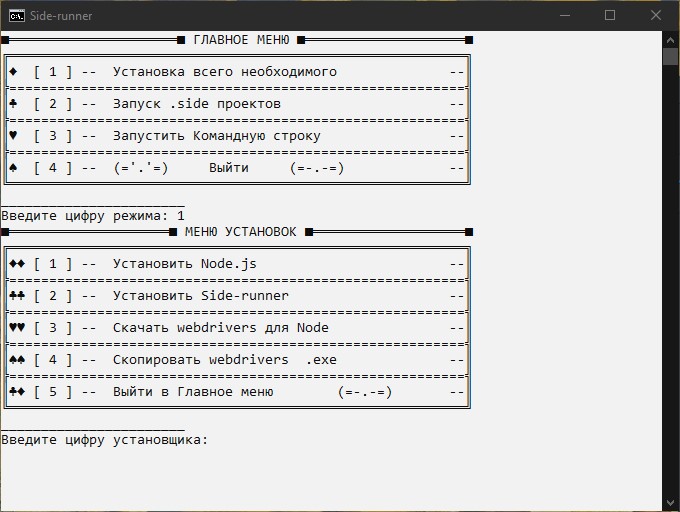 Side-runner
■══════════════════════■ ГЛАВНОЕ МЕНЮ ■════════════════════■
♦ [ 1 ] -- Установка всего необходимого --
♣ [ 2 ] -- Запуск .side проектов --
♥ [ 3 ] -- Запустить Командную строку --
♠ [ 4 ] -- (='.'=) Выйти (=-.-=) --
_______________________
Введите цифру режима: 1
■════════════════════■ МЕНЮ УСТАНОВОК ■═══════════════════■
♦♦ [ 1 ] -- Установить Node.js --
♣♣ [ 2 ] -- Установить Side-runner --
♥♥ [ 3 ] -- Скачать webdrivers для Node --
♠♠ [ 4 ] -- Скопировать webdrivers .exe --
♣♦ [ 5 ] -- Выйти в Главное меню (=-.-=) --
_______________________
Введите цифру установщика: